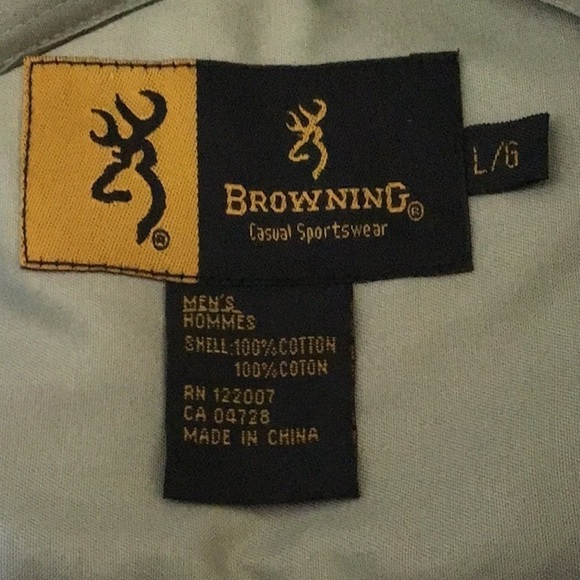 ®
BROWNING®
Casual Sportswear
L/G
MEN'S
HOMMES
SHELL:100%COTTON
100%COTON
RN 122007
CA 04728
MADE IN CHINA